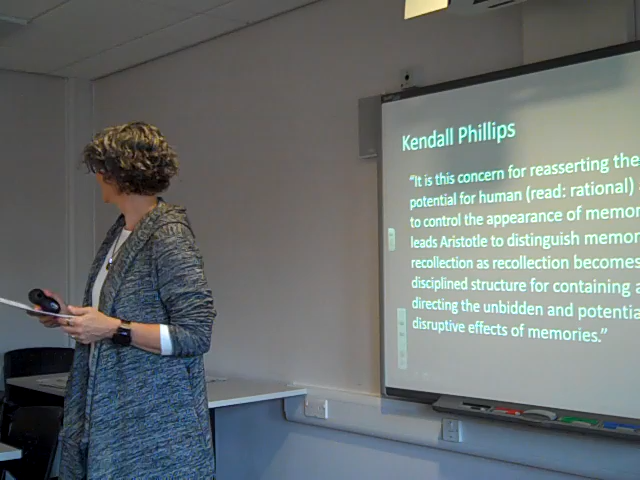 Kendall Phillips
"It is this concern for reasserting the
potential for human (read: rational)
to control the appearance of memor
leads Aristotle to distinguish memor
recollection as recollection becomes
disciplined structure for containing a
directing the unbidden and potentia
disruptive effects of memories."